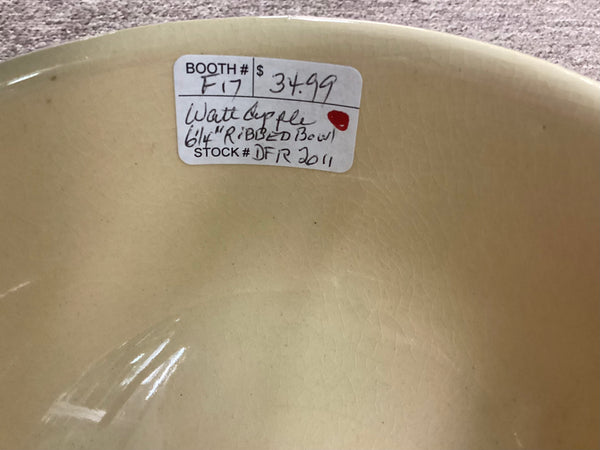 BOOTH # $
F17 34.99
Watt Apple
6 1/4" RiBBED Bowl
STOCK # DFR 2011